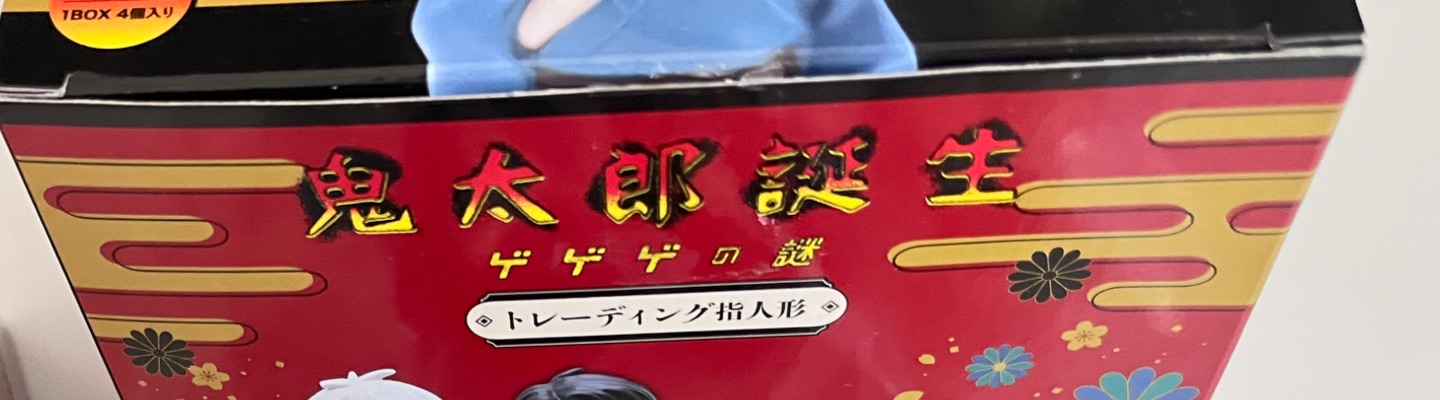 1BOX 4個入り
鬼太郎誕生
ゲゲゲの謎
トレーディング指人形